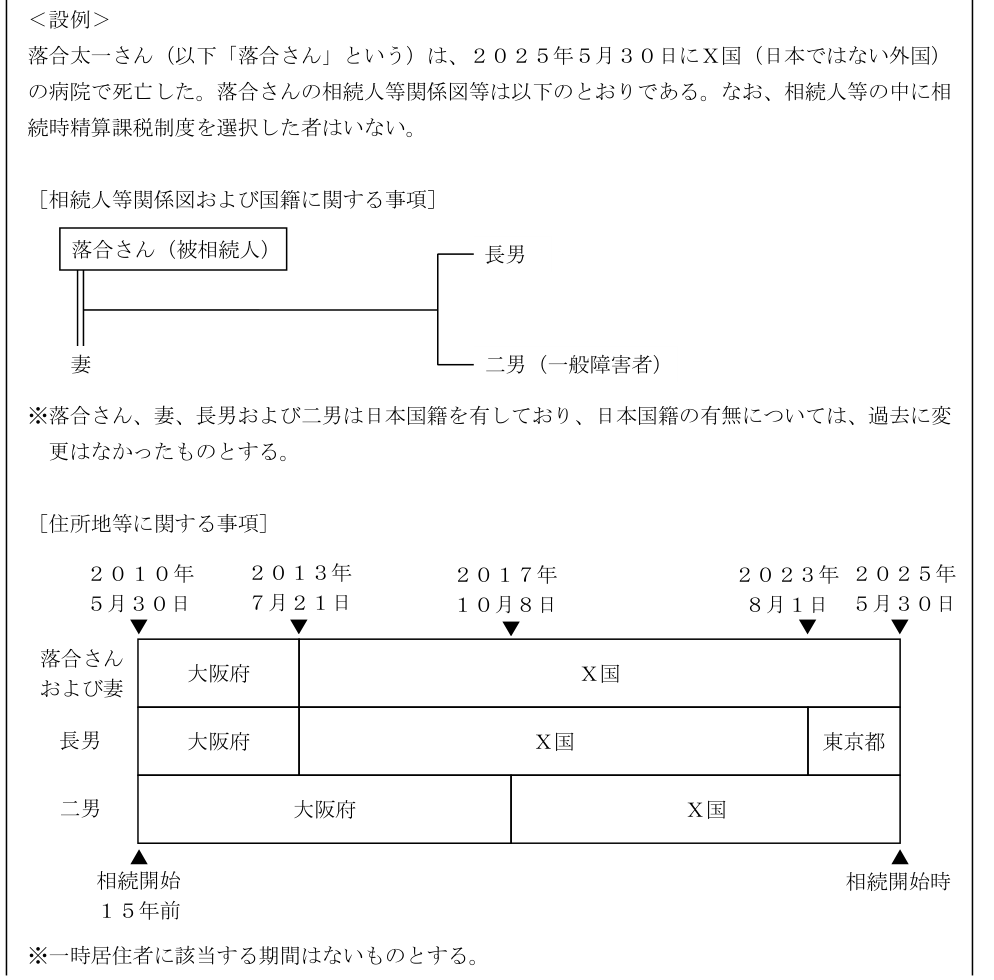 <設例>
落合太一さん(以下「落合さん」という)は、２０２５年５月３０日にＸ国(日本ではない外国)
の病院で死亡した。落合さんの相続人等関係図等は以下のとおりである。なお、相続人等の中に相
続時精算課税制度を選択した者はいない。
［相続人等関係図および国籍に関する事項］
落合さん(被相続人)
長男
妻
二男(一般障害者)
※落合さん、妻、長男および二男は日本国籍を有しており、日本国籍の有無については、過去に変
更はなかったものとする。
［住所地等に関する事項］
２０１０年 ２０１３年 ２０１７年 ２０２３年 ２０２５年
５月３０日 ７月２１日 １０月８日 ８月１日 ５月３０日
▼ ▼ ▼ ▼ ▼
落合さん
および妻 大阪府 Ｘ国
長男 大阪府 Ｘ国 東京都
二男 大阪府 Ｘ国
▲ ▲
相続開始 相続開始時
１５年前
※一時居住者に該当する期間はないものとする。